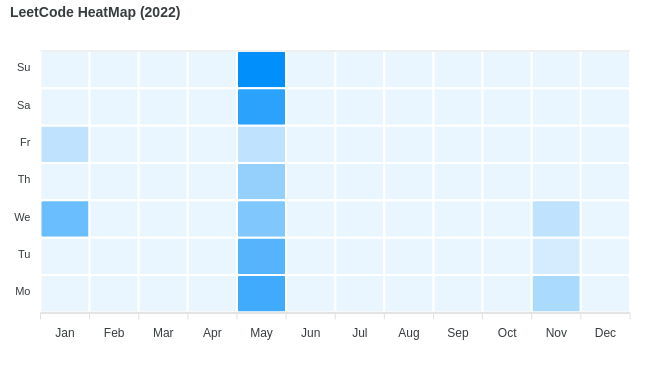 LeetCode HeatMap (2022)
Su
Sa
Fr
Th
We
Tu
Mo
Jan Feb Mar Apr May Jun Jul Aug Sep Oct Nov Dec